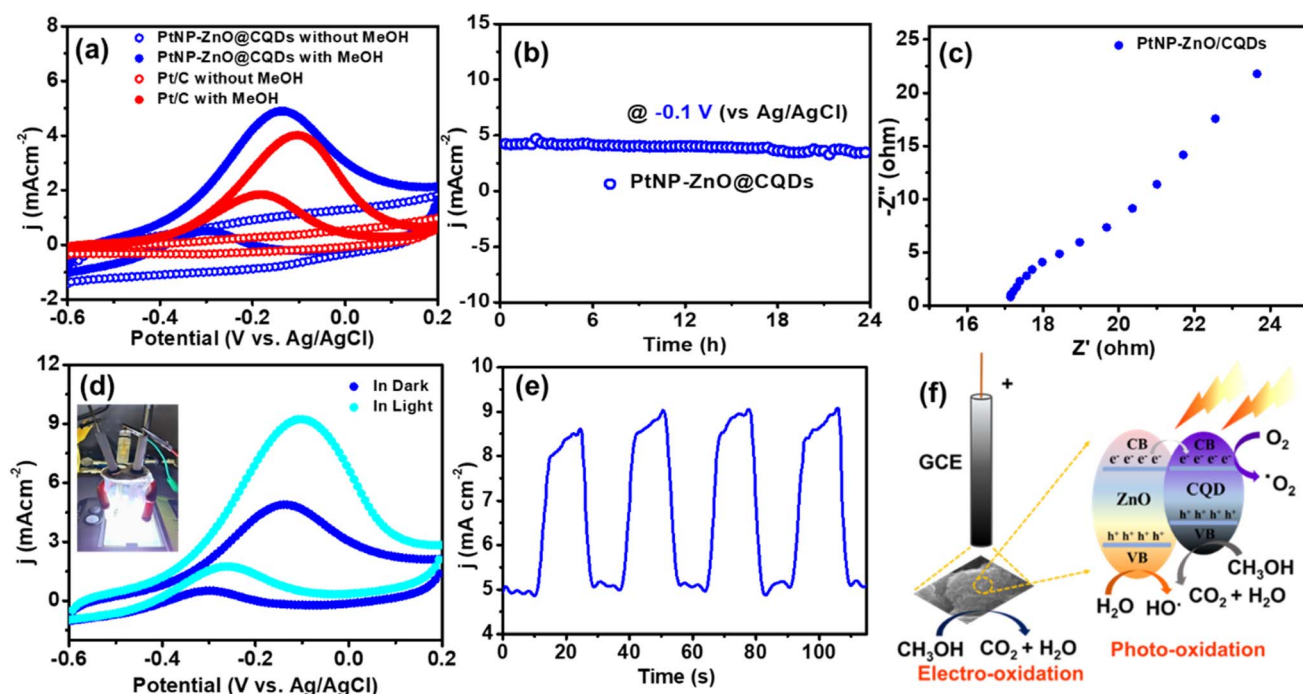 (a)
PtNP-ZnO@CQDs without MeOH
PtNP-ZnO@CQDs with MeOH
Pt/C without MeOH
Pt/C with MeOH
j (mAcm-2)
8
6
4
2
0
-2
-0.6 -0.4 -0.2 0.0 0.2
Potential (V vs. Ag/AgCl)
(b)
@ -0.1 V (vs Ag/AgCl)
PtNP-ZnO@CQDs
j (mAcm-2)
15
10
5
0
5
-10
0 6 12 18 24
Time (h)
(c)
PtNP-ZnO/CQDs
-Z'' (ohm)
25
20
15
10
5
0
16 18 20 22 24
Z' (ohm)
(d)
In Dark
In Light
j (mAcm-2)
12
9
6
3
0
-0.6 -0.4 -0.2 0.0 0.2
Potential (V vs. Ag/AgCl)
(e)
j (mA cm-2)
10
9
8
7
6
5
4
0 20 40 60 80 100
Time (s)
(f)
+
GCE
CB CB
e- e- e- e- e- e- e- e-
O2
•O2
ZnO CQD
h+ h+ h+ h+
h+ h+ h+ h+
VB
VB
CH3OH
H2O HO·
CO2 + H2O
CH3OH CO2 + H2O
Photo-oxidation
Electro-oxidation